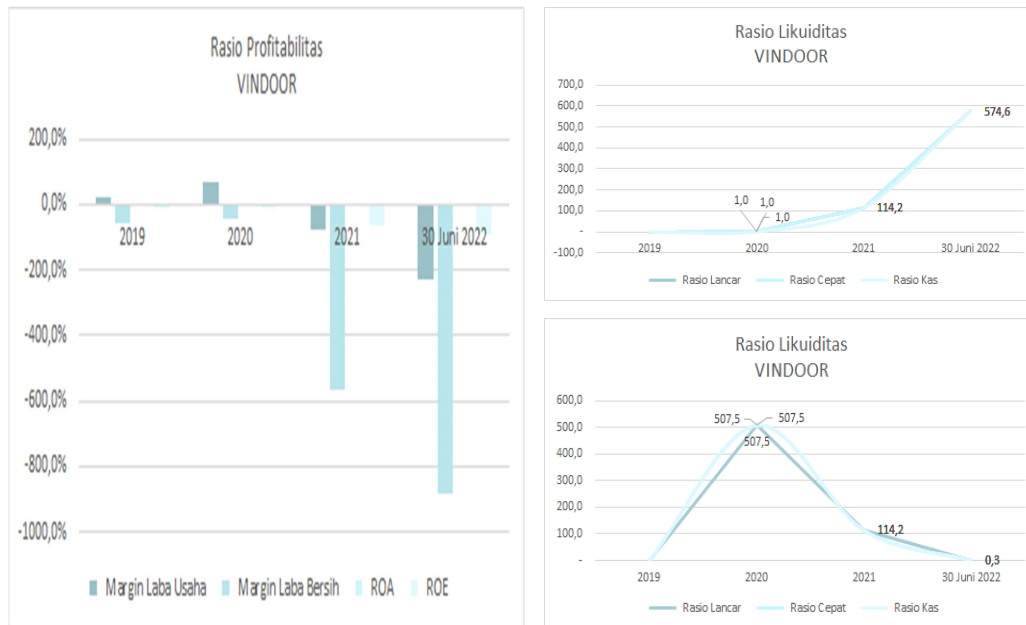 Rasio Profitabilitas
VINDOOR
200,0%
0,0%
-200,0%
-400,0%
-600,0%
-800,0%
-1000,0%
2019
2020
2021
30 Juni 2022
Margin Laba Usaha
Margin Laba Bersih
ROA
ROE
Rasio Likuiditas
VINDOOR
700,0
600,0
500,0
400,0
300,0
200,0
100,0
-
-100,0
1,0
1,0
1,0
114,2
574,6
2019
2020
2021
30 Juni 2022
Rasio Lancar
Rasio Cepat
Rasio Kas
Rasio Likuiditas
VINDOOR
600,0
500,0
400,0
300,0
200,0
100,0
-
507,5
507,5
507,5
114,2
0,3
2019
2020
2021
30 Juni 2022
Rasio Lancar
Rasio Cepat
Rasio Kas